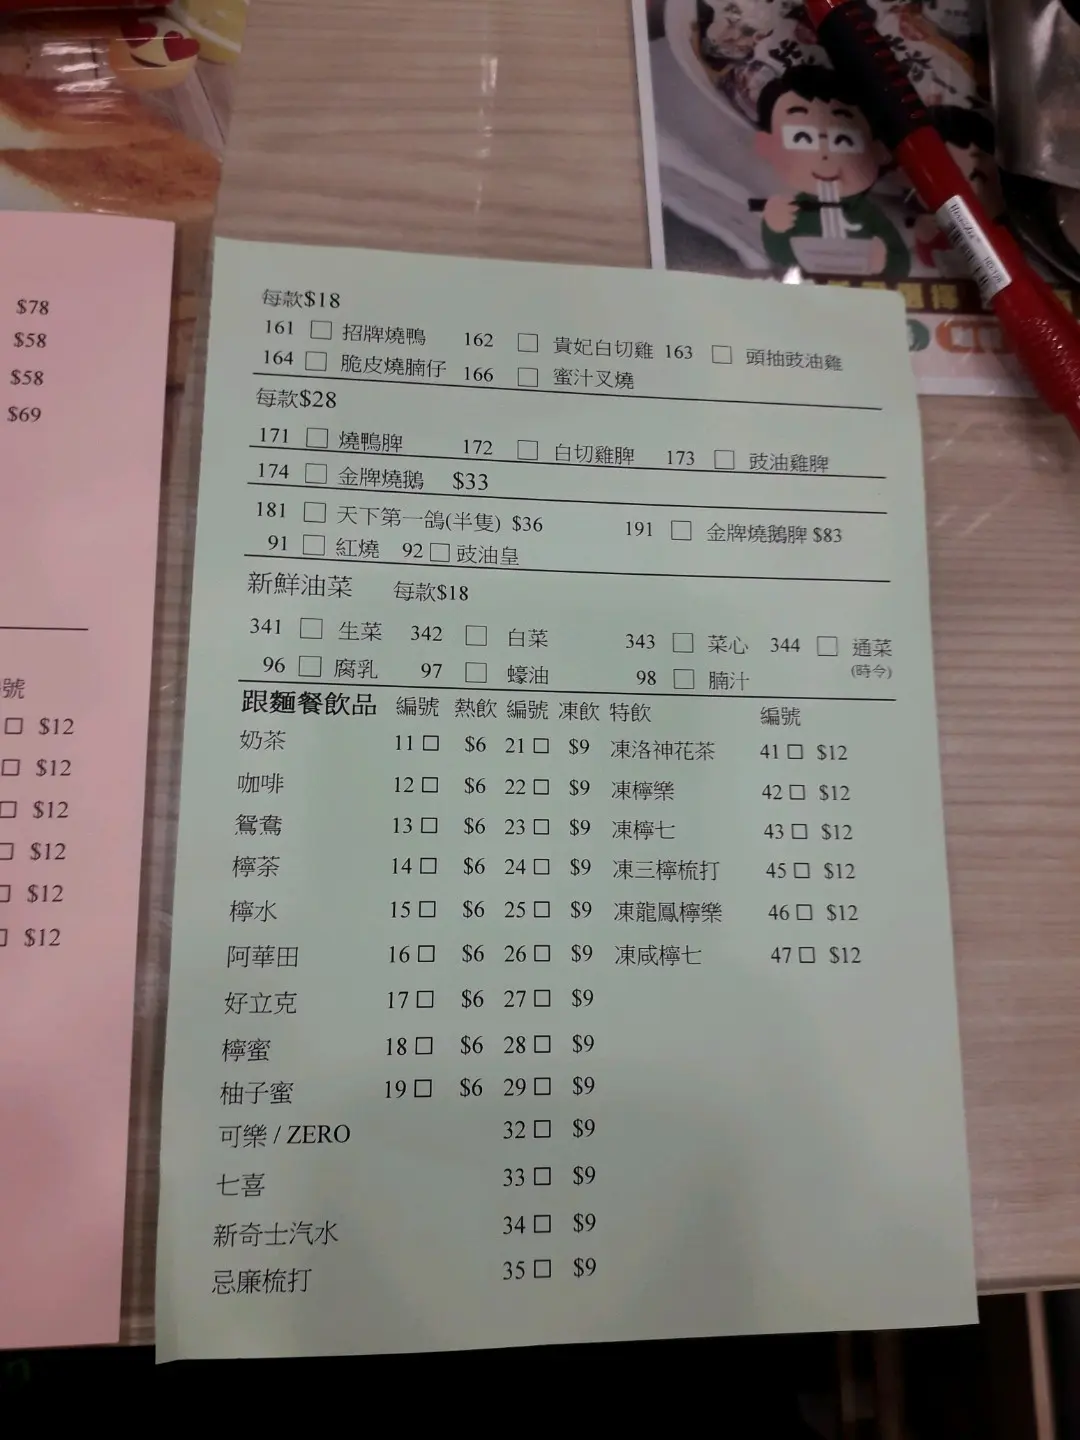 $78
$58
$58
$69
號
□ $12
□ $12
□ $12
□ $12
□ $12
□ $12
每款$18
161 □ 招牌燒鴨 162 □ 貴妃白切雞 163 □ 頭抽豉油雞
164 □ 脆皮燒腩仔 166 □ 蜜汁叉燒
每款$28
171 □ 燒鴨脾 172 □ 白切雞脾 173 □ 豉油雞脾
174 □ 金牌燒鵝 $33
181 □ 天下第一鴿(半隻) $36 191 □ 金牌燒鵝脾 $83
91 □ 紅燒 92 □ 豉油皇
新鮮油菜 每款$18
341 □ 生菜 342 □ 白菜 343 □ 菜心 344 □ 通菜
(時令)
96 □ 腐乳 97 □ 蠔油 98 □ 腩汁
跟麵餐飲品 編號 熱飲 編號 凍飲 特飲 編號
奶茶 11 □ $6 21 □ $9 凍洛神花茶 41 □ $12
咖啡 12 □ $6 22 □ $9 凍檸樂 42 □ $12
鴛鴦 13 □ $6 23 □ $9 凍檸七 43 □ $12
檸茶 14 □ $6 24 □ $9 凍三檸梳打 45 □ $12
檸水 15 □ $6 25 □ $9 凍龍鳳檸樂 46 □ $12
阿華田 16 □ $6 26 □ $9 凍咸檸七 47 □ $12
好立克 17 □ $6 27 □ $9
檸蜜 18 □ $6 28 □ $9
柚子蜜 19 □ $6 29 □ $9
可樂 / ZERO 32 □ $9
七喜 33 □ $9
新奇士汽水 34 □ $9
忌廉梳打 35 □ $9